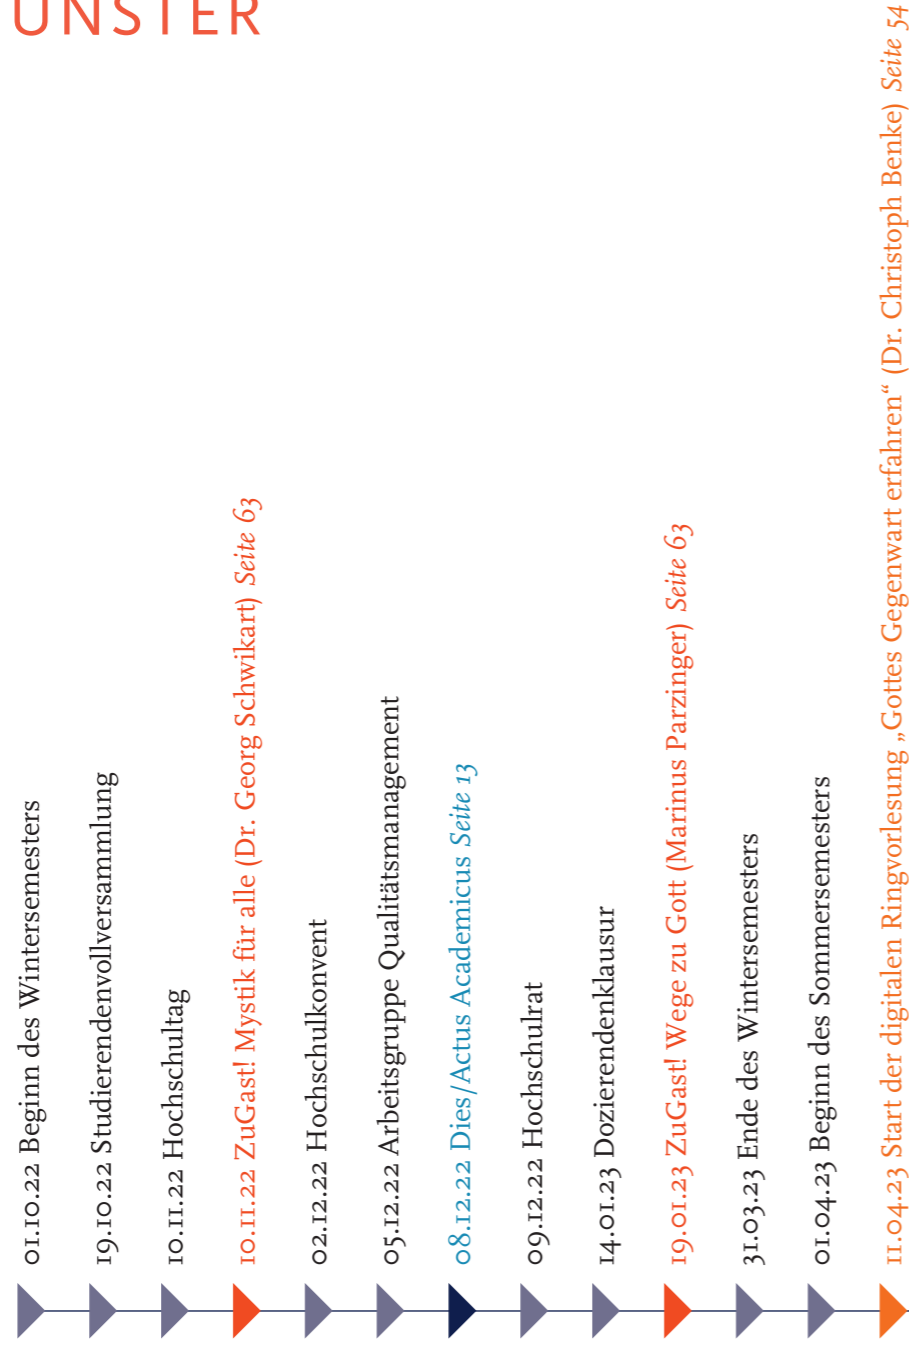 ÜNSTER
01.10.22 Beginn des Wintersemesters
19.10.22 Studierendenvollversammlung
10.11.22 Hochschultag
10.11.22 ZuGast! Mystik für alle (Dr. Georg Schwikart) Seite 63
02.12.22 Hochschulkonvent
05.12.22 Arbeitsgruppe Qualitätsmanagement
08.12.22 Dies/Actus Academicus Seite 13
09.12.22 Hochschulrat
14.01.23 Dozierendenklausur
19.01.23 ZuGast! Wege zu Gott (Marinus Parzinger) Seite 63
31.03.23 Ende des Wintersemesters
01.04.23 Beginn des Sommersemesters
11.04.23 Start der digitalen Ringvorlesung „Gottes Gegenwart erfahren“ (Dr. Christoph Benke) Seite 54